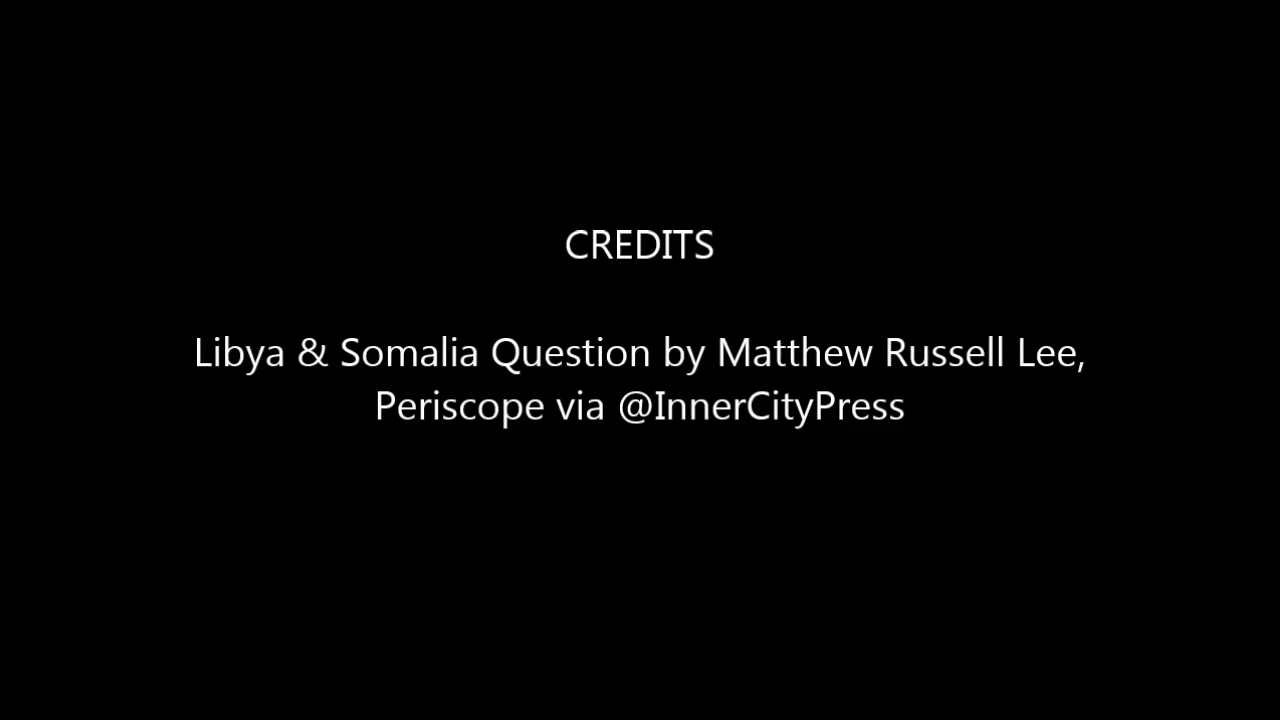 CREDITS
Libya & Somalia Question by Matthew Russell Lee,
Periscope via @InnerCityPress